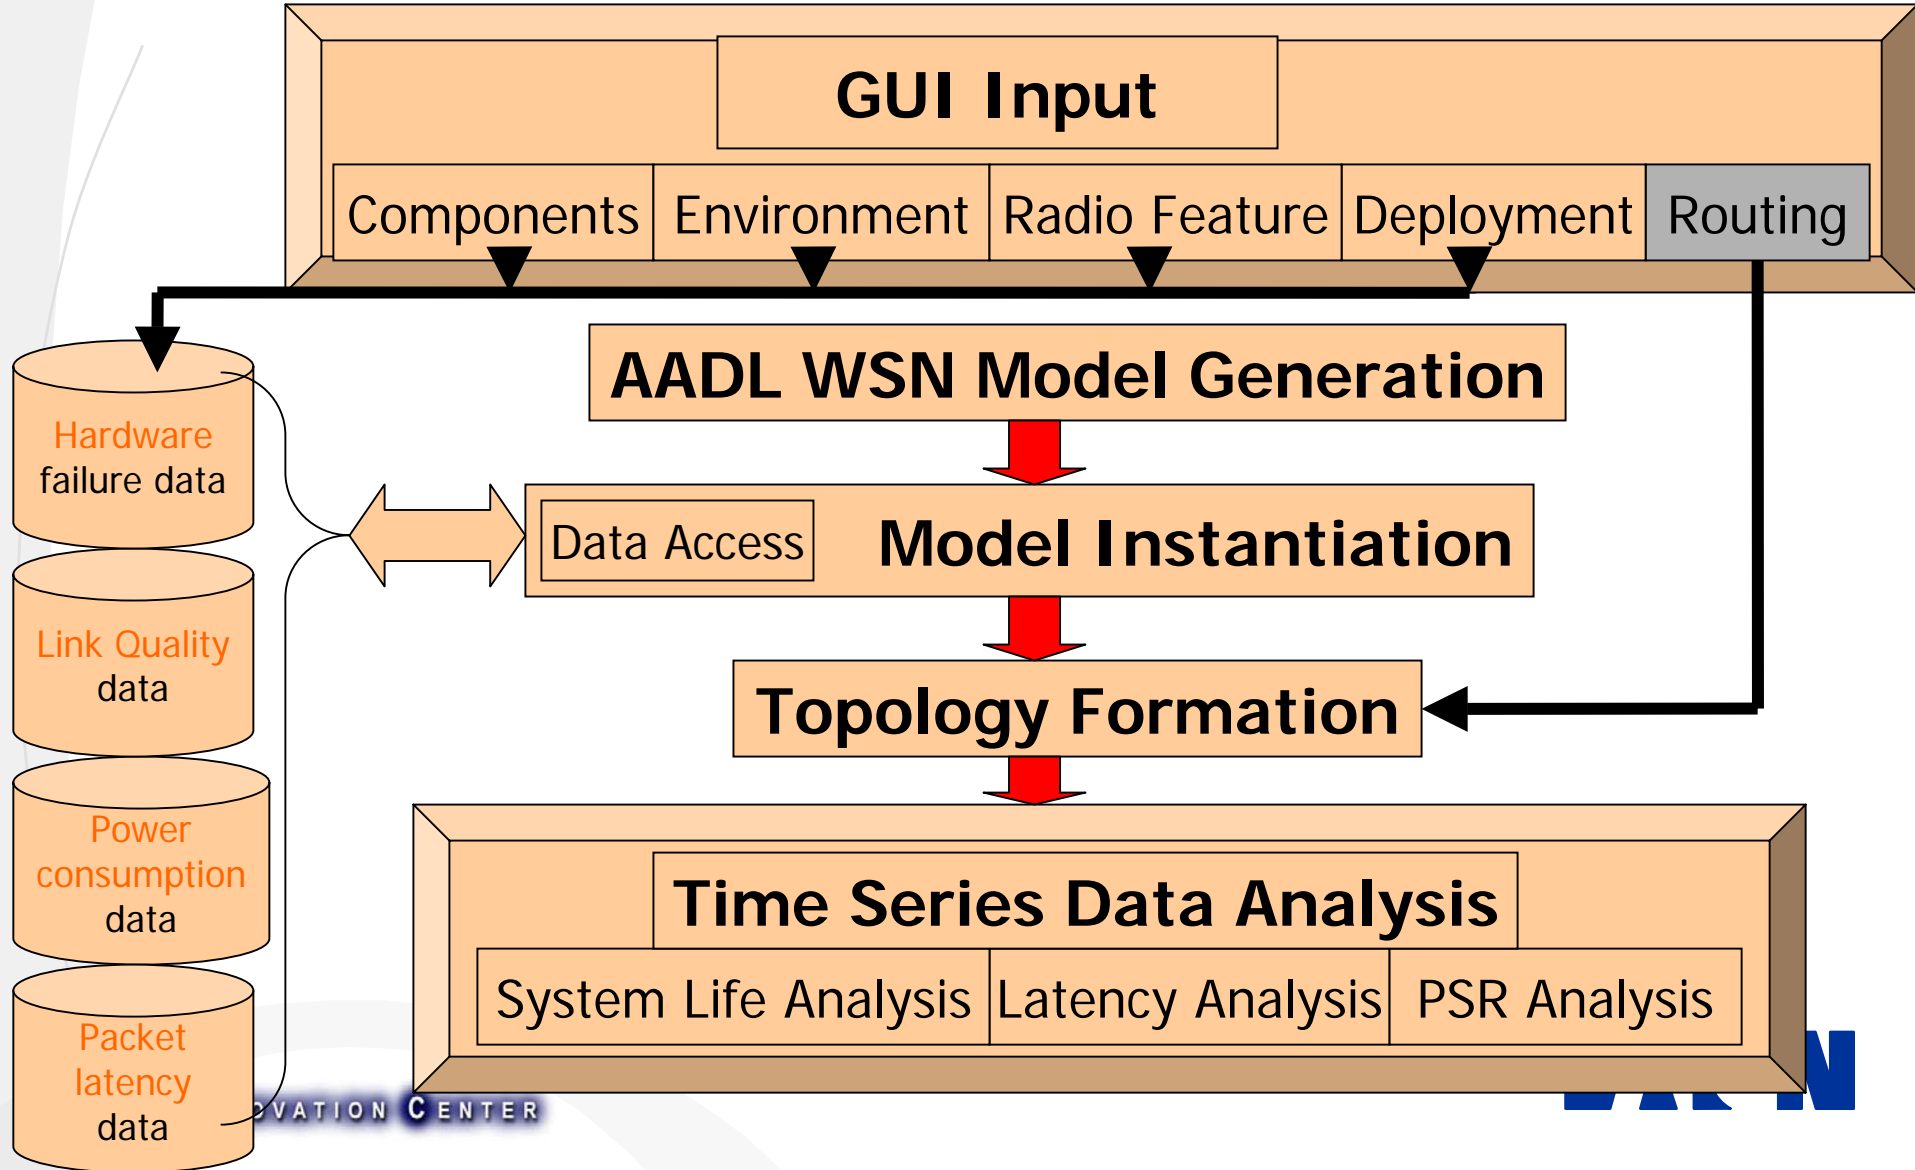 GUI Input
Components Environment Radio Feature Deployment Routing
AADL WSN Model Generation
Hardware
failure data
Data Access Model Instantiation
Link Quality
data
Topology Formation
Power
consumption
data
Time Series Data Analysis
System Life Analysis Latency Analysis PSR Analysis
Packet
latency
data
CENTER